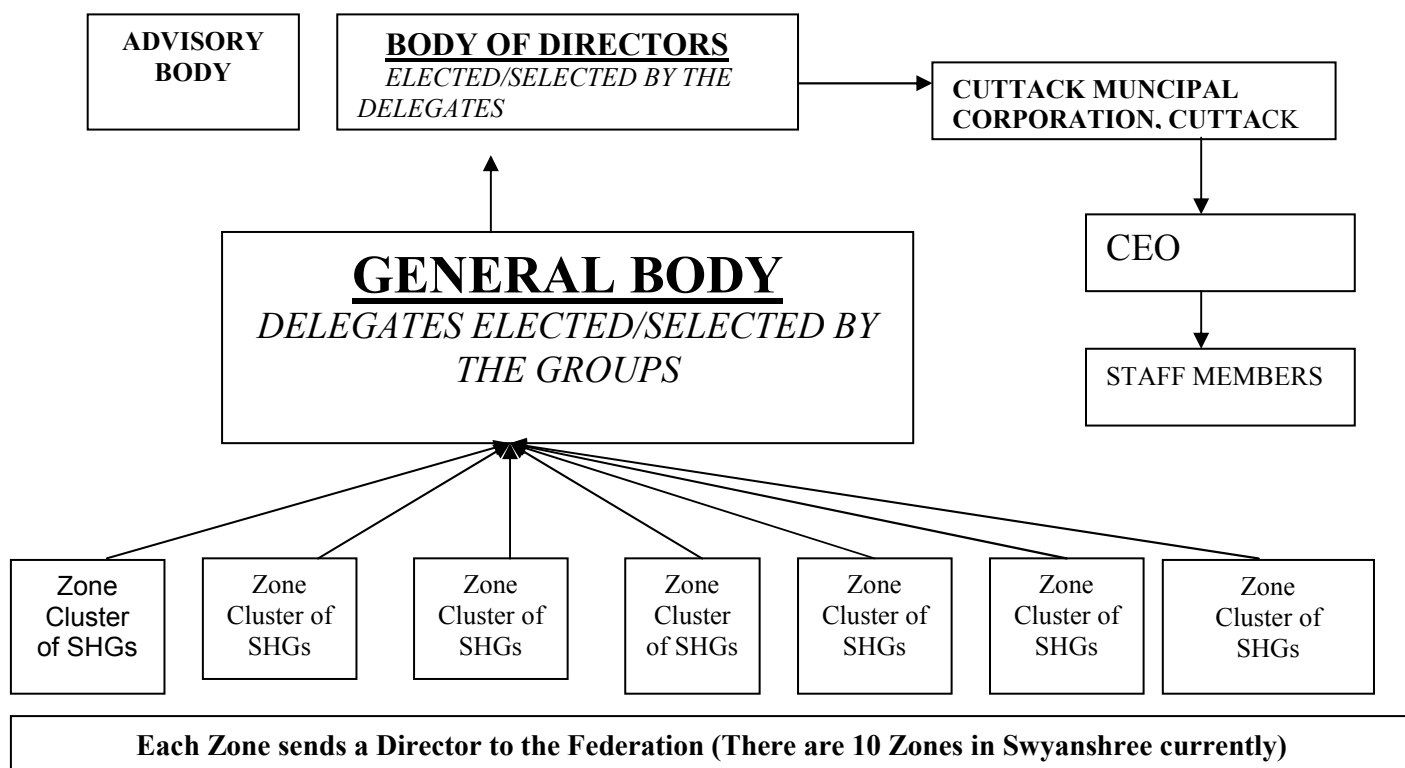 ADVISORY
BODY
BODY OF DIRECTORS
ELECTED/SELECTED BY THE
DELEGATES
CUTTACK MUNCIPAL
CORPORATION, CUTTACK
CEO
GENERAL BODY
DELEGATES ELECTED/SELECTED BY
THE GROUPS
STAFF MEMBERS
Zone
Cluster
of SHGs
Zone
Cluster of
SHGs
Zone
Cluster of
SHGs
Zone
Cluster
of SHGs
Zone
Cluster of
SHGs
Zone
Cluster of
SHGs
Zone
Cluster of
SHGs
Each Zone sends a Director to the Federation (There are 10 Zones in Swyanshree currently)